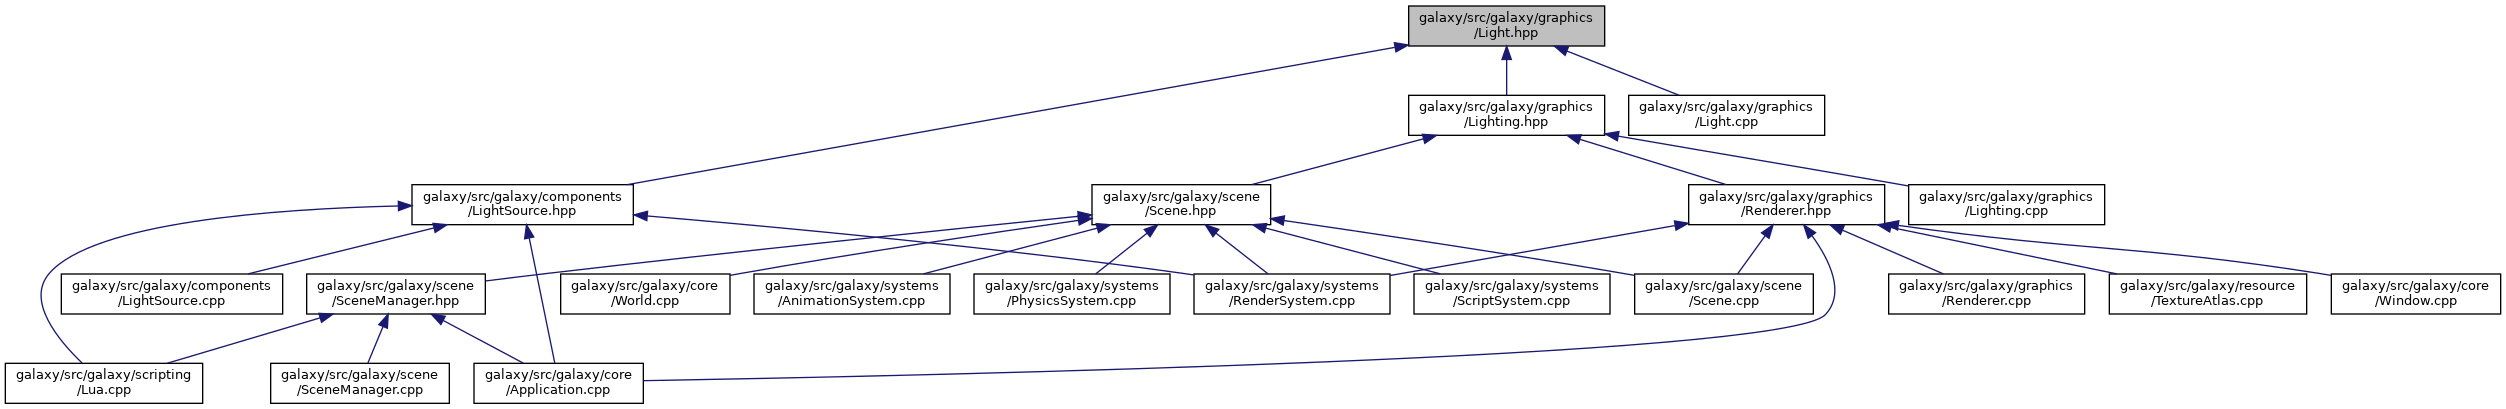 galaxy/src/galaxy/graphics
/Light.hpp
galaxy/src/galaxy/graphics
/Lighting.hpp
galaxy/src/galaxy/graphics
/Light.cpp
galaxy/src/galaxy/components
/LightSource.hpp
galaxy/src/galaxy/scene
/Scene.hpp
galaxy/src/galaxy/graphics
/Renderer.hpp
galaxy/src/galaxy/graphics
/Lighting.cpp
galaxy/src/galaxy/components
/LightSource.cpp
galaxy/src/galaxy/scene
/SceneManager.hpp
galaxy/src/galaxy/core
/World.cpp
galaxy/src/galaxy/systems
/AnimationSystem.cpp
galaxy/src/galaxy/systems
/PhysicsSystem.cpp
galaxy/src/galaxy/systems
/RenderSystem.cpp
galaxy/src/galaxy/systems
/ScriptSystem.cpp
galaxy/src/galaxy/scene
/Scene.cpp
galaxy/src/galaxy/graphics
/Renderer.cpp
galaxy/src/galaxy/resource
/TextureAtlas.cpp
galaxy/src/galaxy/core
/Window.cpp
galaxy/src/galaxy/scripting
/Lua.cpp
galaxy/src/galaxy/scene
/SceneManager.cpp
galaxy/src/galaxy/core
/Application.cpp